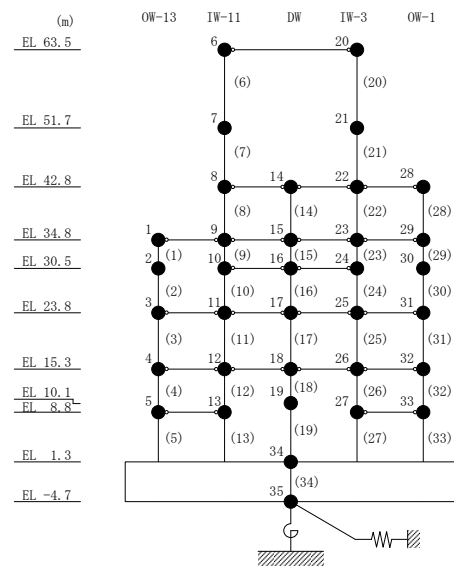 (m) OW-13 IW-11 DW IW-3 OW-1
EL 63.5 6 20
(6) (20)
EL 51.7 7 21
(7) (21)
EL 42.8 8 14 22 28
(8) (14) (22) (28)
EL 34.8 1 9 15 23 29
(1) (9) (15) (23) (29)
EL 30.5 2 10 16 24 30
(2) (10) (16) (24) (30)
EL 23.8 3 11 17 25 31
(3) (11) (17) (25) (31)
EL 15.3 4 12 18 26 32
(4) (12) (18) (26) (32)
EL 10.1 19
EL 8.8 5 13 27 33
(5) (13) (19) (27) (33)
EL 1.3 34
(34)
EL -4.7 35